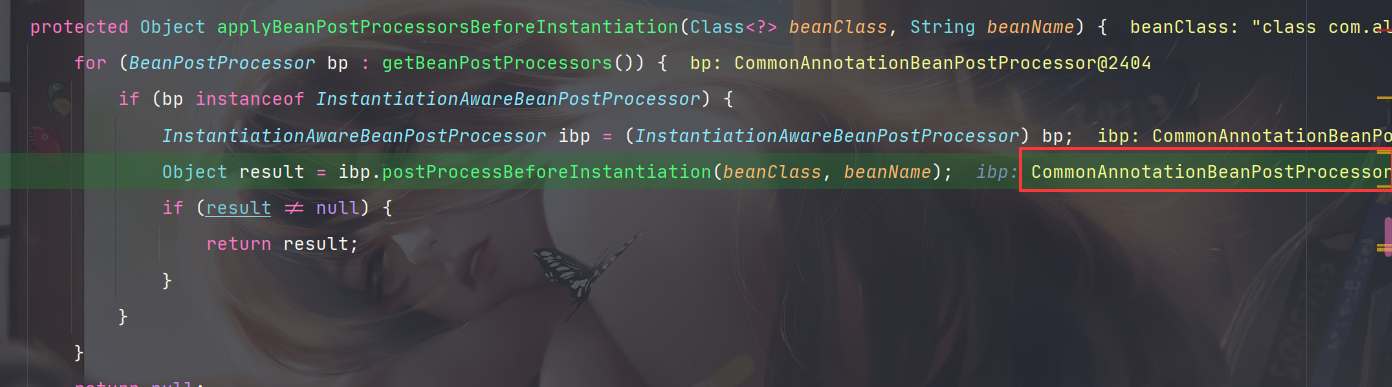 protected Object applyBeanPostProcessorsBeforeInstantiation(Class<?> beanClass, String beanName) {  beanClass: "class com.al
for (BeanPostProcessor bp : getBeanPostProcessors()) {  bp: CommonAnnotationBeanPostProcessor@2404
if (bp instanceof InstantiationAwareBeanPostProcessor) {
InstantiationAwareBeanPostProcessor ibp = (InstantiationAwareBeanPostProcessor) bp;  ibp: CommonAnnotationBeanPo
Object result = ibp.postProcessBeforeInstantiation(beanClass, beanName);  ibp: CommonAnnotationBeanPostProcessor
if (result ≠ null) {
return result;
}
}
}
return null;